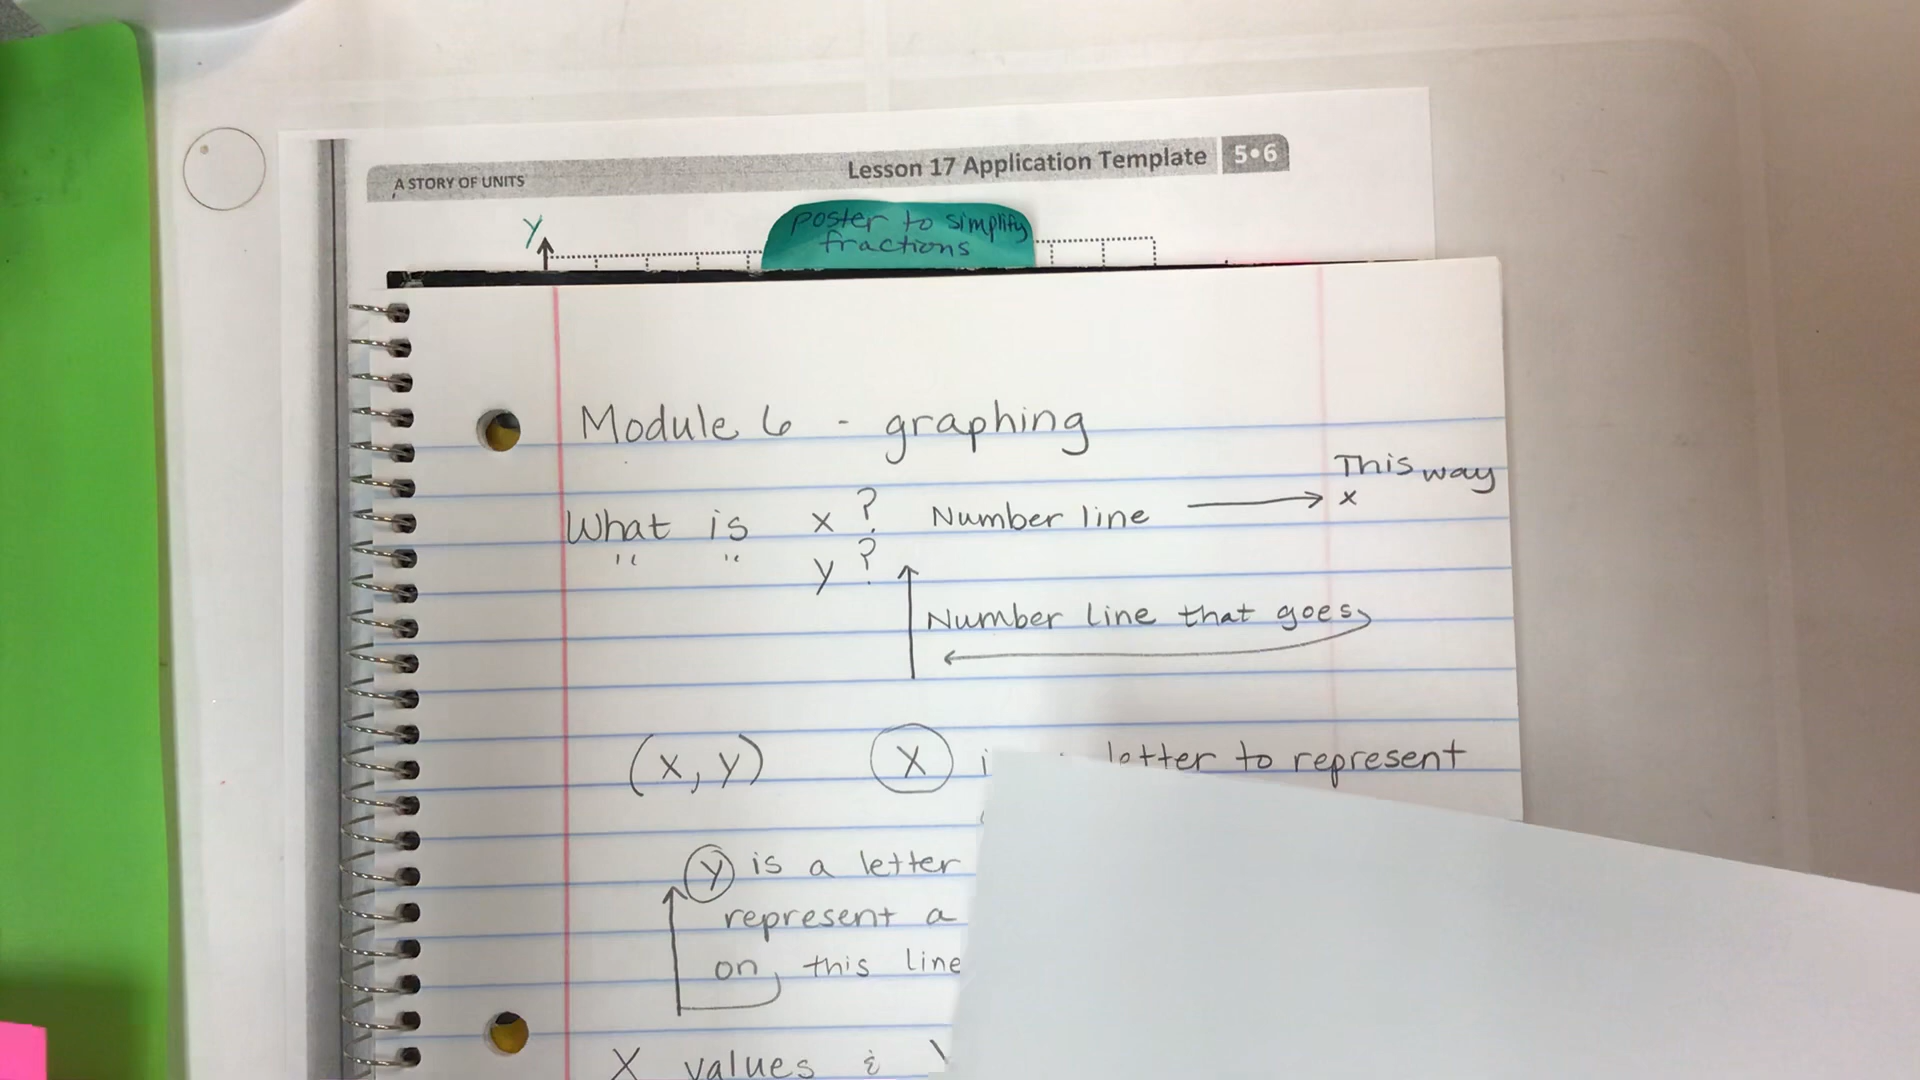 A STORY OF UNITS
Lesson 17 Application Template 5•6
Y
poster to simplify
fractions
Module 6 - graphing
This way
What is x? Number line x
" " y?
Number line that goes
(x, y) X letter to represent
y is a letter
represent a
on this line
X values &